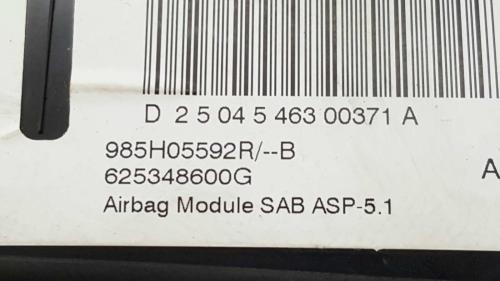 D 2 5 04 5 463 00371 A
985H05592R/--B
625348600G
Airbag Module SAB ASP-5.1
A